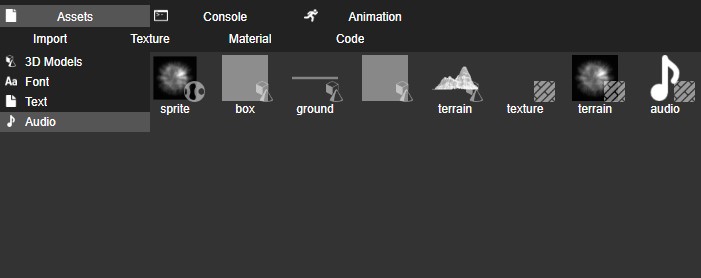 Assets Console Animation
Import Texture Material Code
3D Models
Aa Font
Text
Audio
sprite box ground terrain texture terrain audio